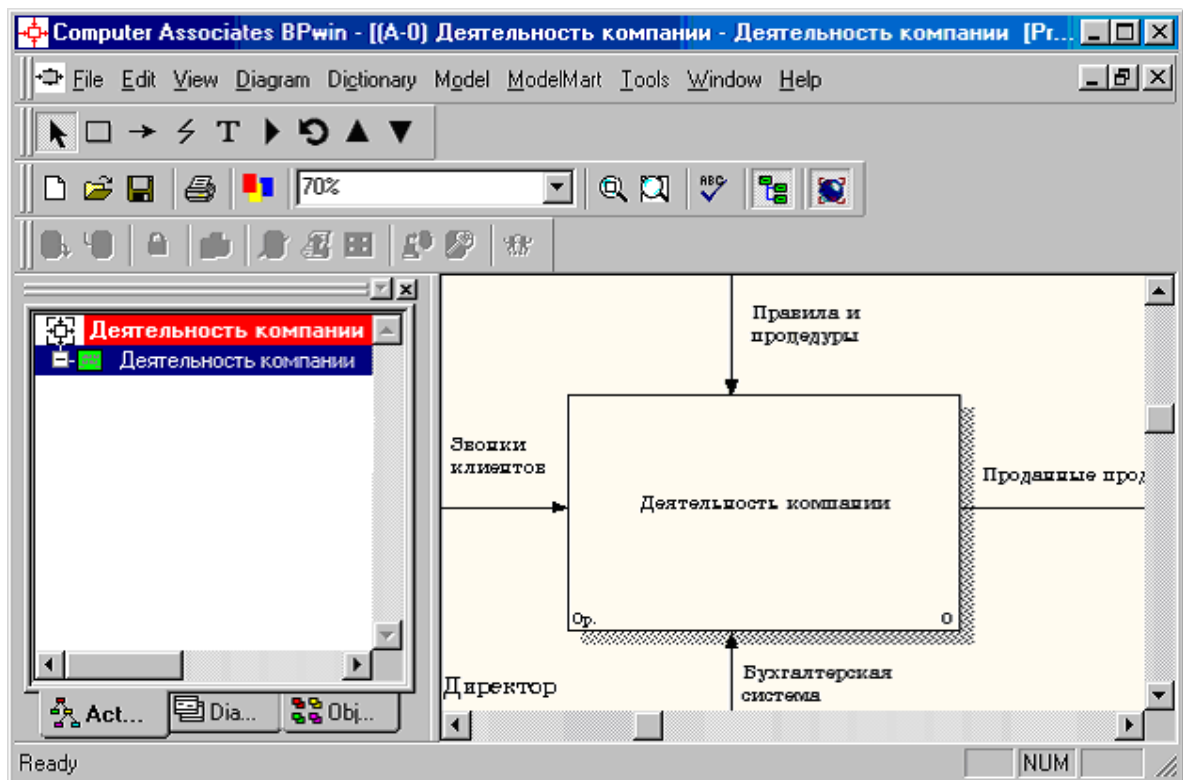 Computer Associates BPwin - [(A-0) Деятельность компании - Деятельность компании [Pr...
File Edit View Diagram Dictionary Model ModelMart Tools Window Help
T
70%
ABC
Деятельность компании
Деятельность компании
Правила и
процедуры
Звонки
клиентов
Деятельность компании
Проданные прод
0р.
0
Директор
Бухгалтерская
система
Act...
Dia...
Obj...
Ready
NUM